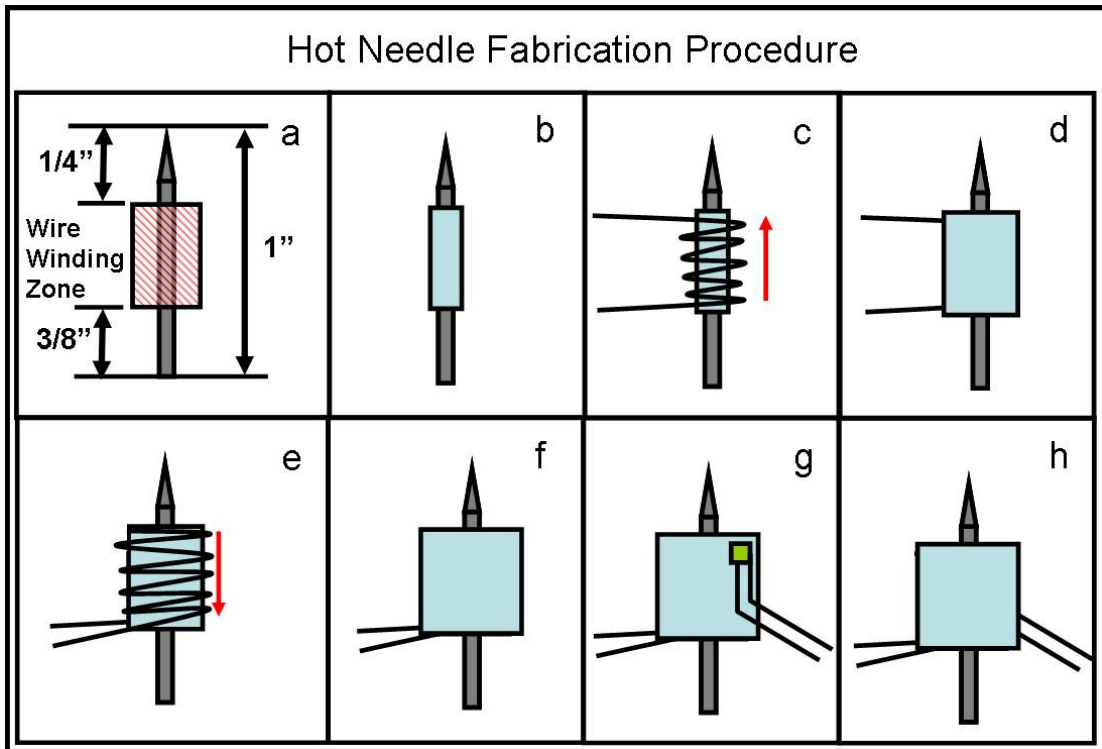 Hot Needle Fabrication Procedure
a
1/4”
Wire
Winding
Zone
1”
3/8”
b
c
d
e
f
g
h